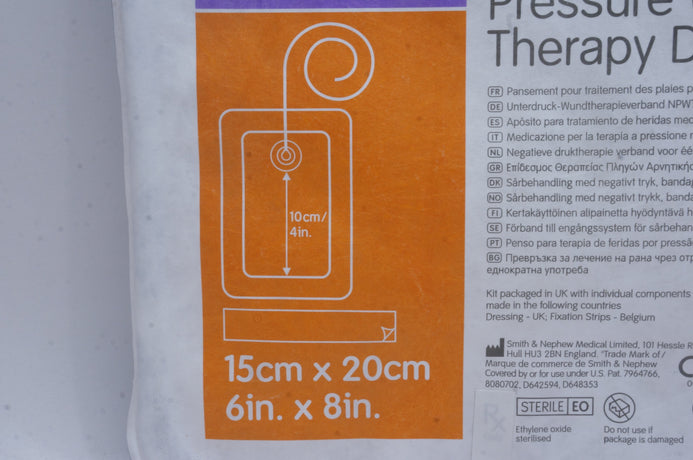 Pressure
Therapy D
10cm/
4in.
15cm x 20cm
6in. x 8in.
FR Pansement pour traitement des plaies p
DE Unterdruck-Wundtherapieverband NPW
ES Apósito para tratamiento de heridas med
IT Medicazione per la terapia a pressione
NL Negatieve druktherapie verband voor éé
GR Επίδεσμος Θεραπείας Πληγών Αρνητική
DK Sårbehandling med negativt tryk, banda
NO Sårbehandling med negativt trykk, banda
FI Kertakäyttöinen alipainetta hyödyntävä h
SE Förband till engångssystem för sårbehan
PT Penso para terapia de feridas por pressã
BG Превръзка за лечение на рана чрез отр
еднократна употреба
Kit packaged in UK with individual components
made in the following countries
Dressing - UK; Fixation Strips - Belgium
Smith & Nephew Medical Limited, 101 Hessle R
Hull HU3 2BN England. ™Trade Mark of/
Marque de commerce de Smith & Nephew
Covered by or for use under U.S. Pat. 7964766,
8080702, D642594, D648353
STERILE EO
Ethylene oxide
sterilised
Do not use if
package is damaged
Rx